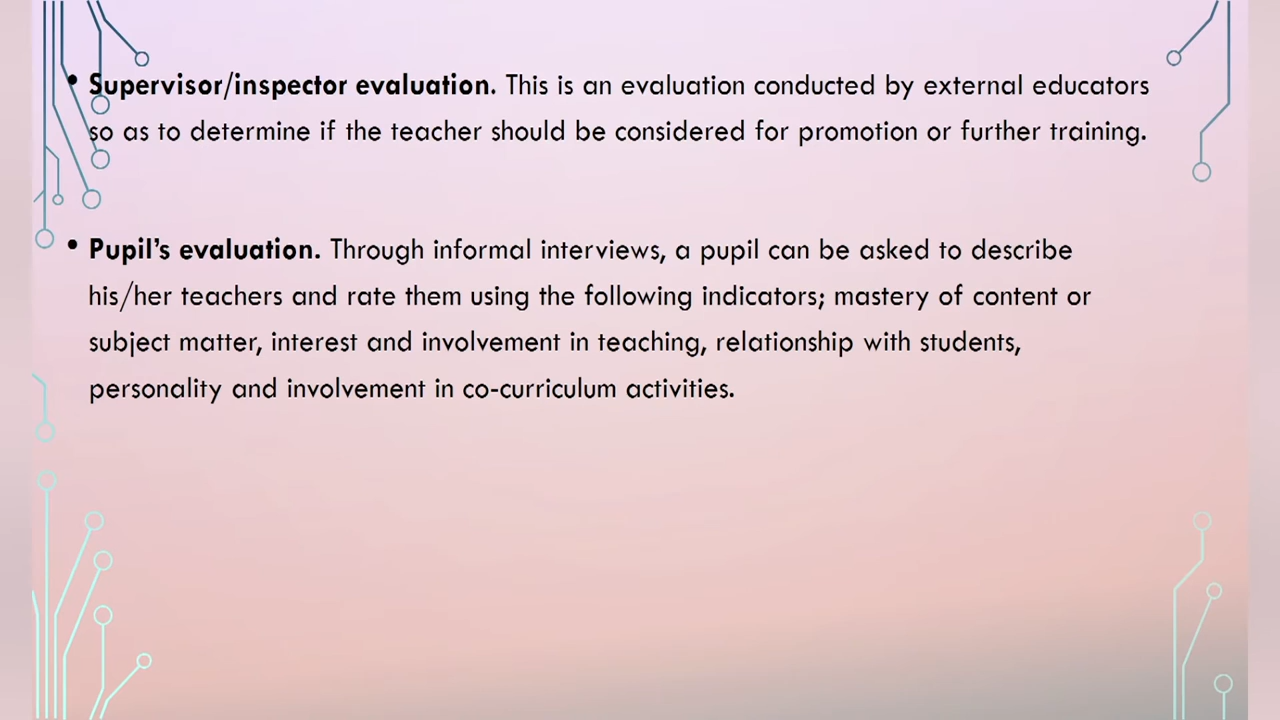 • Supervisor/inspector evaluation. This is an evaluation conducted by external educators
so as to determine if the teacher should be considered for promotion or further training.
• Pupil's evaluation. Through informal interviews, a pupil can be asked to describe
his/her teachers and rate them using the following indicators; mastery of content or
subject matter, interest and involvement in teaching, relationship with students,
personality and involvement in co-curriculum activities.